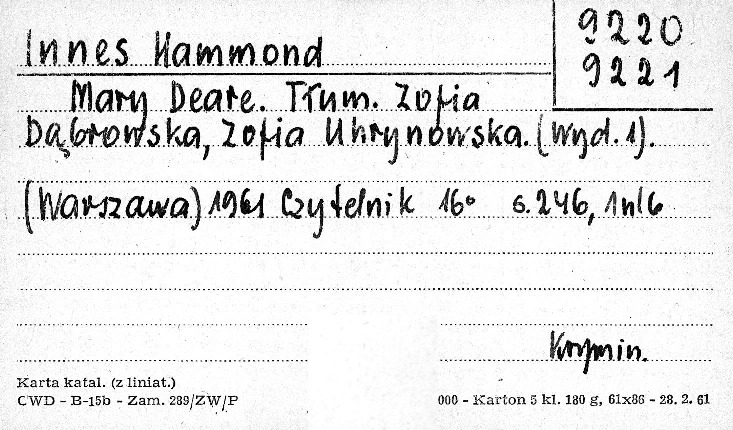 Innes Hammond
9220
9221
Mary Deare. Tłum. Zofia
Dąbrowska, Zofia Uhrynowska. (Wyd. 1).
(Warszawa) 1961 Czytelnik 16° s. 246, 1nlb
Krymin.
Karta katal. (z liniat.)
CWD - B-15b - Zam. 289/ZW/P
000 - Karton 5 kl. 180 g, 61x86 - 28. 2. 61